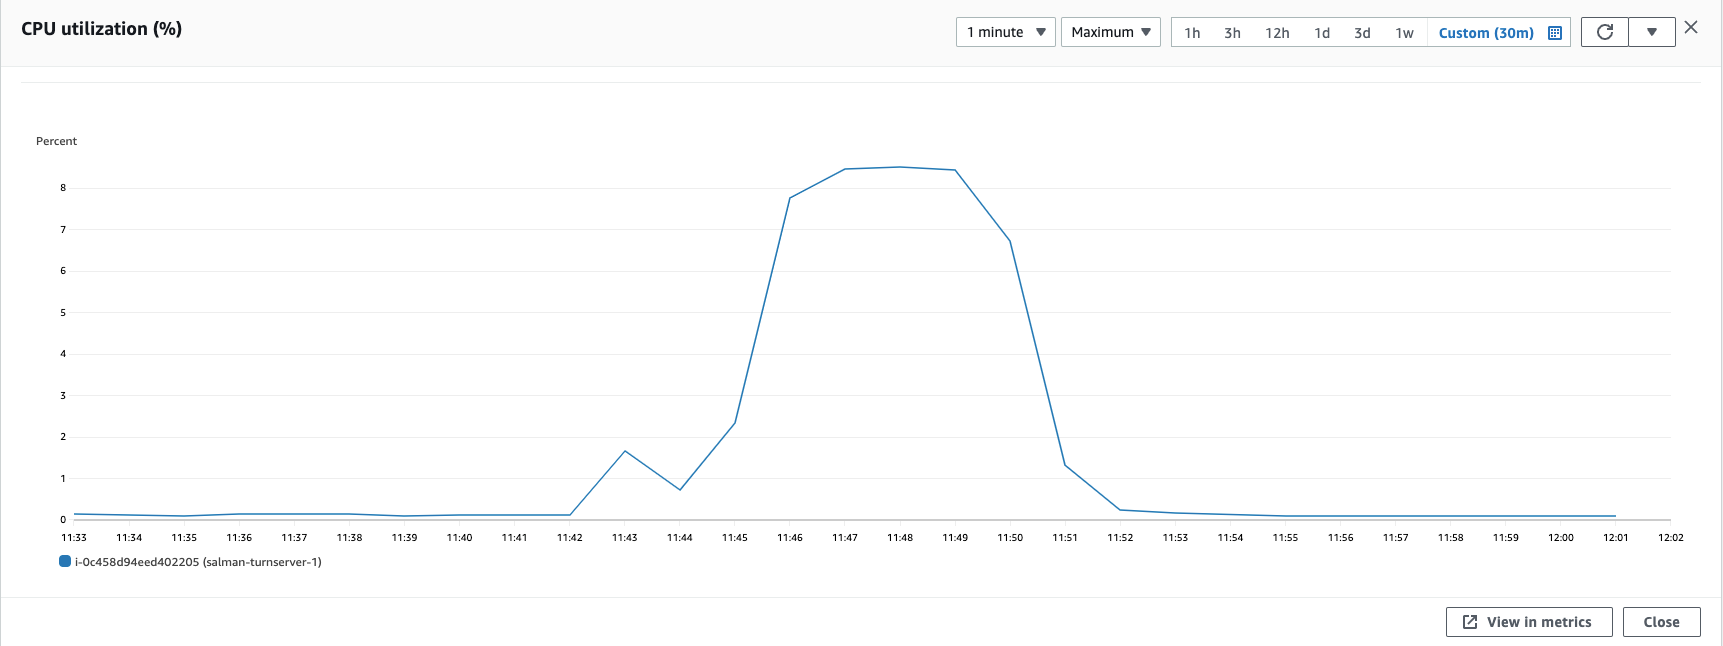 CPU utilization (%)
1 minute
Maximum
1h 3h 12h 1d 3d 1w Custom (30m)
Percent
8
7
6
5
4
3
2
1
0
11:33 11:34 11:35 11:36 11:37 11:38 11:39 11:40 11:41 11:42 11:43 11:44 11:45 11:46 11:47 11:48 11:49 11:50 11:51 11:52 11:53 11:54 11:55 11:56 11:57 11:58 11:59 12:00 12:01 12:02
i-0c458d94eed402205 (salman-turnserver-1)
View in metrics
Close